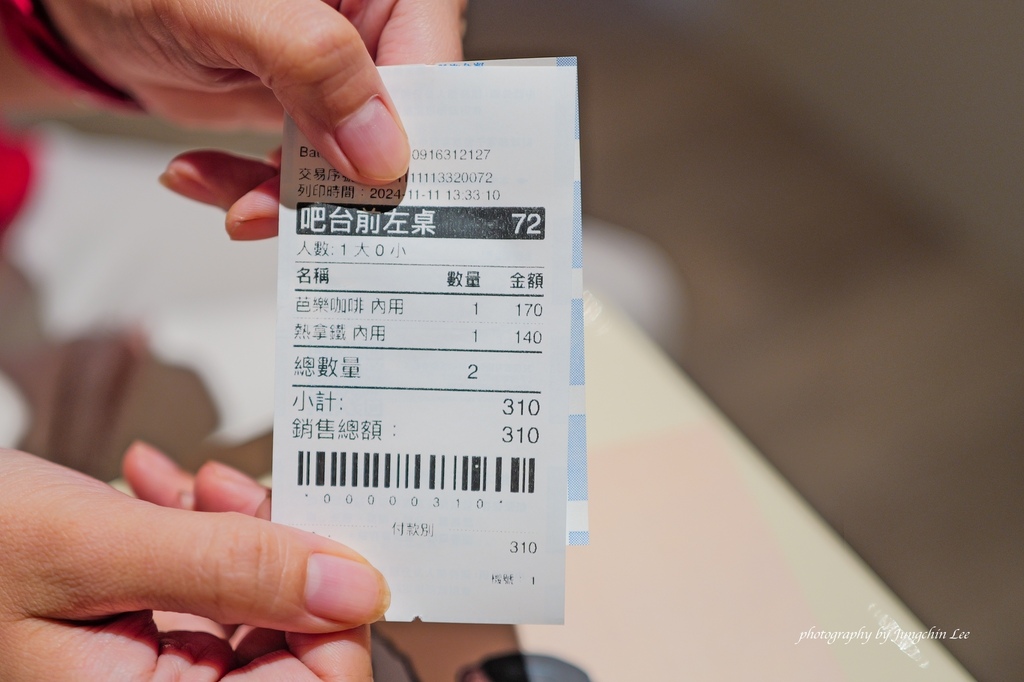 0916312127
交易序 11113320072
列印時間：2024-11-11 13:33:10
吧台前左桌 72
人數: 1 大 0 小
名稱 數量 金額
芭樂咖啡 內用 1 170
熱拿鐵 內用 1 140
總數量 2
小計: 310
銷售總額： 310
*00000310*
付款別
310
機號：1
photography by Jungchin Lee